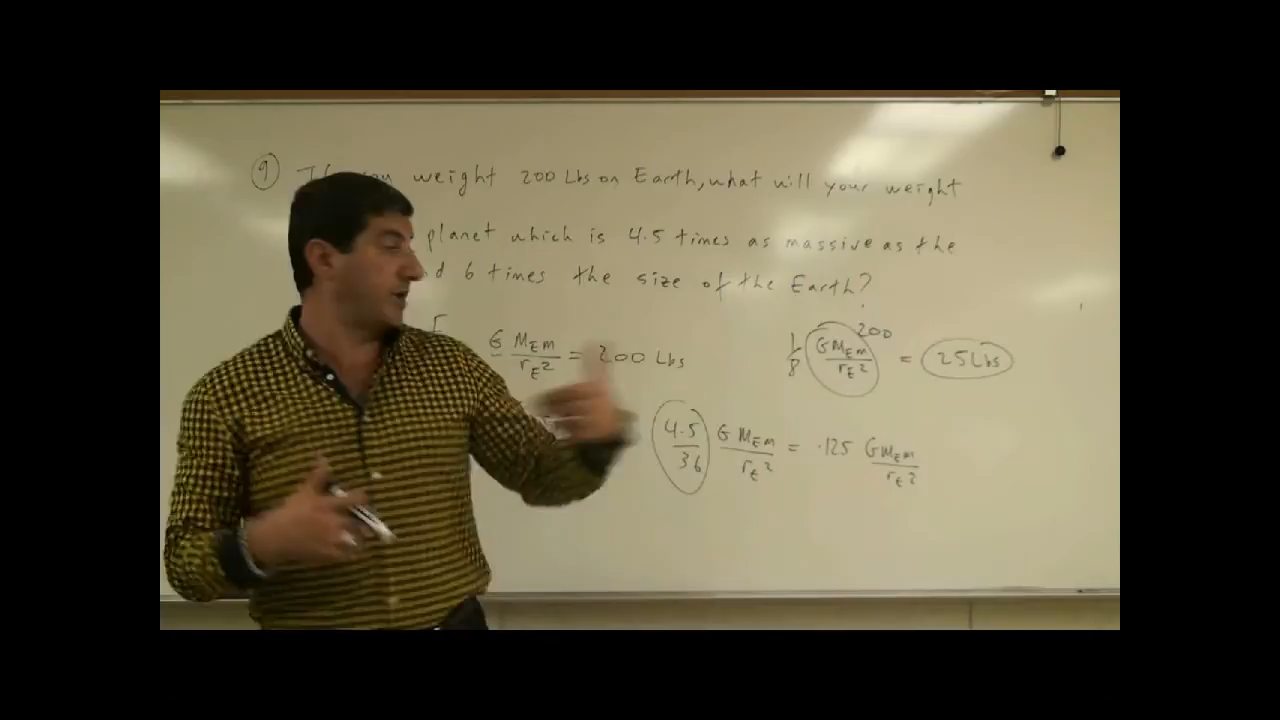 9 weight 200 Lbs on Earth, what will your weight
planet which is 4.5 times as massive as the
d 6 times the size of the Earth?
G MEm/rE² = 200 Lbs
1/8 GMEm/rE² 200 = 25 Lbs
4.5/36 G MEm/rE² = .125 GMEm/rE²